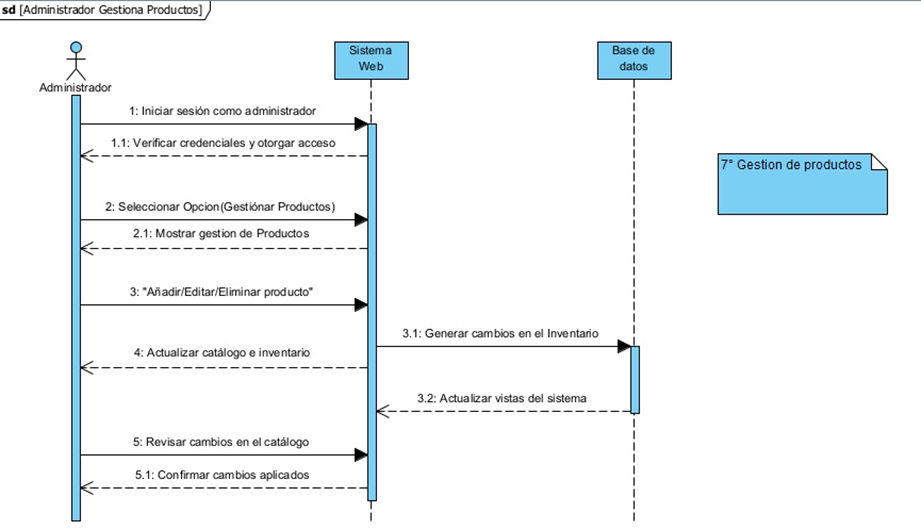 sd [Administrador Gestiona Productos]
Sistema
Web
Base de
datos
Administrador
1: Iniciar sesión como administrador
1.1: Verificar credenciales y otorgar acceso
7° Gestion de productos
2: Seleccionar Opcion(Gestiónar Productos)
2.1: Mostrar gestion de Productos
3: "Añadir/Editar/Eliminar producto"
3.1: Generar cambios en el Inventario
4: Actualizar catálogo e inventario
3.2: Actualizar vistas del sistema
5: Revisar cambios en el catálogo
5.1: Confirmar cambios aplicados